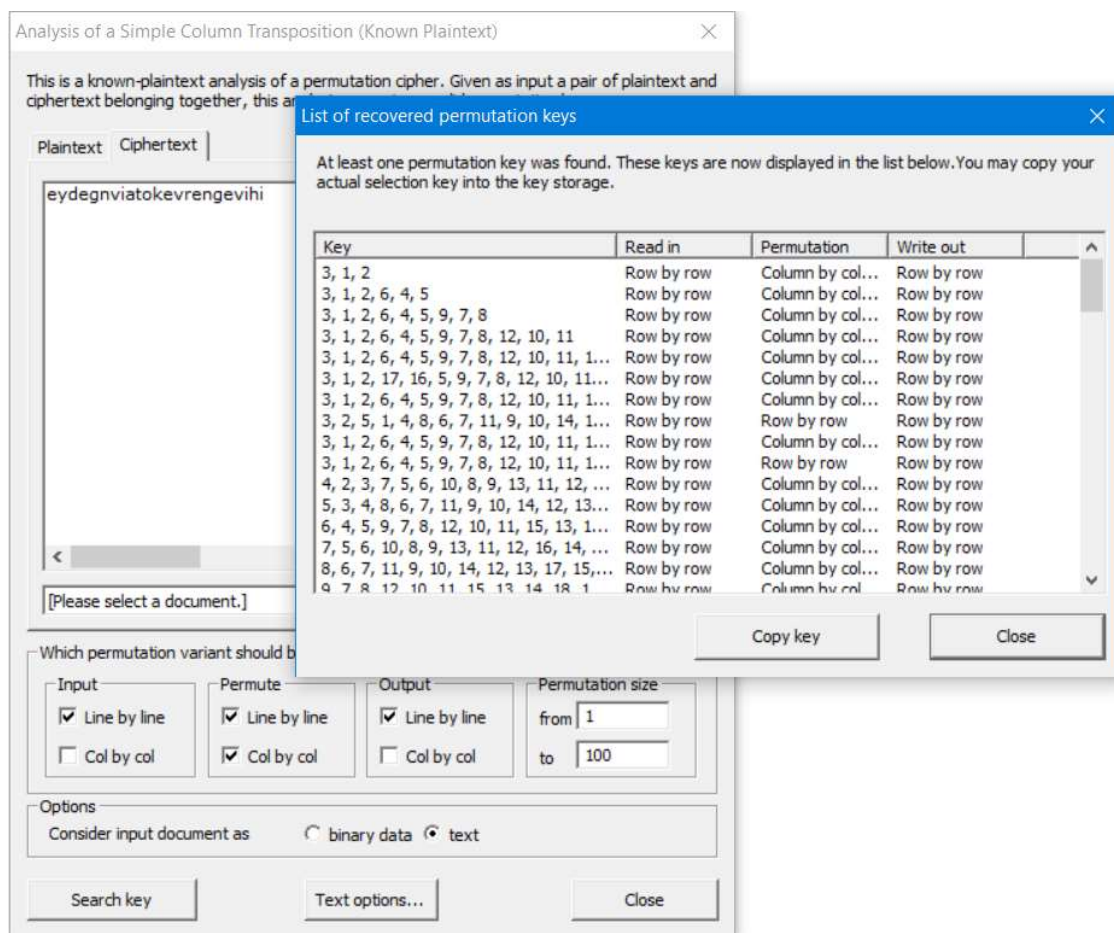 Analysis of a Simple Column Transposition (Known Plaintext)
This is a known-plaintext analysis of a permutation cipher. Given as input a pair of plaintext and
ciphertext belonging together, this
Plaintext Ciphertext
eydegnviatokevrengevihi
[Please select a document.]
List of recovered permutation keys
At least one permutation key was found. These keys are now displayed in the list below.You may copy your
actual selection key into the key storage.
Key Read in Permutation Write out
3, 1, 2 Row by row Column by col... Row by row
3, 1, 2, 6, 4, 5 Row by row Column by col... Row by row
3, 1, 2, 6, 4, 5, 9, 7, 8 Row by row Column by col... Row by row
3, 1, 2, 6, 4, 5, 9, 7, 8, 12, 10, 11 Row by row Column by col... Row by row
3, 1, 2, 6, 4, 5, 9, 7, 8, 12, 10, 11, 1... Row by row Column by col... Row by row
3, 1, 2, 17, 16, 5, 9, 7, 8, 12, 10, 11... Row by row Column by col... Row by row
3, 1, 2, 6, 4, 5, 9, 7, 8, 12, 10, 11, 1... Row by row Column by col... Row by row
3, 2, 5, 1, 4, 8, 6, 7, 11, 9, 10, 14, 1... Row by row Row by row Row by row
3, 1, 2, 6, 4, 5, 9, 7, 8, 12, 10, 11, 1... Row by row Column by col... Row by row
3, 1, 2, 6, 4, 5, 9, 7, 8, 12, 10, 11, 1... Row by row Row by row Row by row
4, 2, 3, 7, 5, 6, 10, 8, 9, 13, 11, 12, ... Row by row Column by col... Row by row
5, 3, 4, 8, 6, 7, 11, 9, 10, 14, 12, 13... Row by row Column by col... Row by row
6, 4, 5, 9, 7, 8, 12, 10, 11, 15, 13, 1... Row by row Column by col... Row by row
7, 5, 6, 10, 8, 9, 13, 11, 12, 16, 14, ... Row by row Column by col... Row by row
8, 6, 7, 11, 9, 10, 14, 12, 13, 17, 15,... Row by row Column by col... Row by row
9, 7, 8, 12, 10, 11, 15, 13, 14, 18, 1 Row by row Column by col Row by row
Copy key Close
Which permutation variant should b
Input Permute Output Permutation size
Line by line Line by line Line by line from 1
Col by col Col by col Col by col to 100
Options
Consider input document as binary data text
Search key Text options... Close